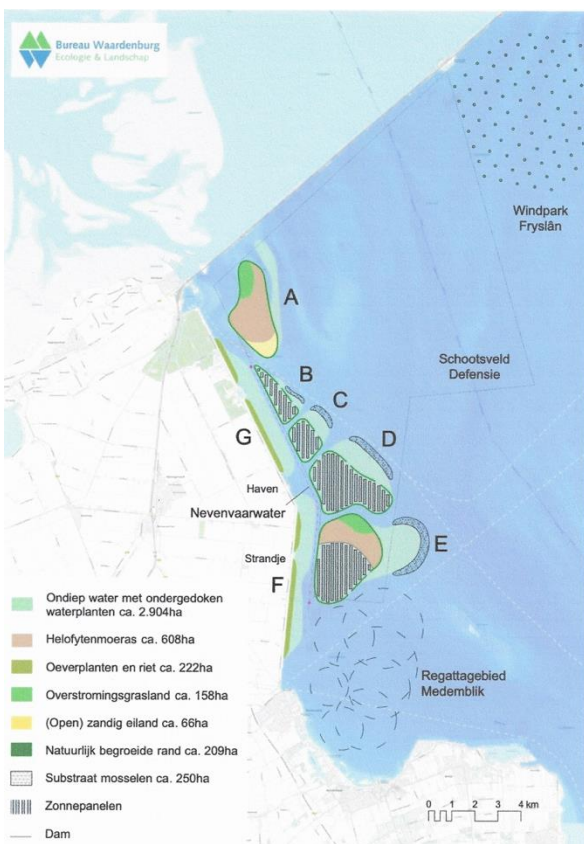 Bureau Waardenburg
Ecologie & Landschap
Windpark
Fryslân
A
Schootsveld
Defensie
B
C
D
G
Haven
Nevenvaarwater
E
Strandje
F
Regattagebied
Medemblik
Ondiep water met ondergedoken
waterplanten ca. 2.904ha
Helofytenmoeras ca. 608ha
Oeverplanten en riet ca. 222ha
Overstromingsgrasland ca. 158ha
(Open) zandig eiland ca. 66ha
Natuurlijk begroeide rand ca. 209ha
Substraat mosselen ca. 250ha
Zonnepanelen
Dam
0 1 2 3 4 km